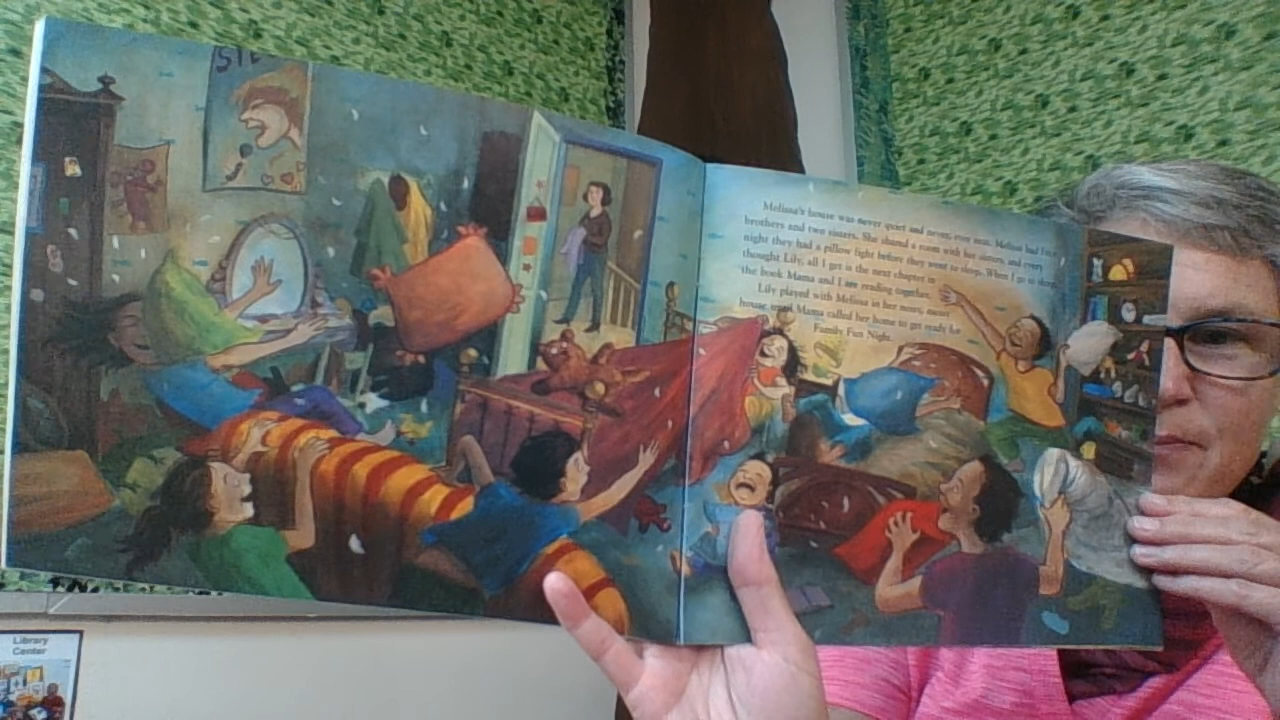 Melissa's house was never quiet and never, ever neat. Melissa had
brothers and two sisters. She shared a room with her sisters, and every
night they had a pillow fight before they went to sleep. When I go to sleep,
thought Lily, all I get is the next chapter in
the book Mama and I are reading together.
Lily played with Melissa in her noisy, messy
house until Mama called her home to get ready for
Family Fun Night.
Library
Center